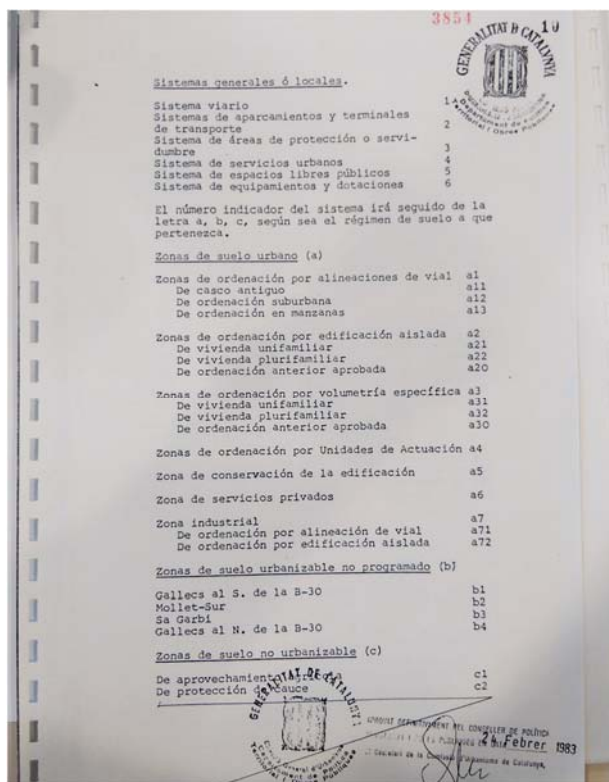 3854
10
GENERALITAT D CATALUNYA
Sistemas generales ó locales.
Sistema viario 1
Sistemas de aparcamientos y terminales
de transporte 2
Sistema de áreas de protección o servi-
dumbre 3
Sistema de servicios urbanos 4
Sistema de espacios libres públicos 5
Sistema de equipamientos y dotaciones 6
El número indicador del sistema irá seguido de la
letra a, b, c, según sea el régimen de suelo a que
pertenezca.
Zonas de suelo urbano (a)
Zonas de ordenación por alineaciones de vial a1
De casco antiguo a11
De ordenación suburbana a12
De ordenación en manzanas a13
Zonas de ordenación por edificación aislada a2
De vivienda unifamiliar a21
De vivienda plurifamiliar a22
De ordenación anterior aprobada a20
Zonas de ordenación por volumetría específica a3
De vivienda unifamiliar a31
De vivienda plurifamiliar a32
De ordenación anterior aprobada a30
Zonas de ordenación por Unidades de Actuación a4
Zona de conservación de la edificación a5
Zona de servicios privados a6
Zona industrial a7
De ordenación por alineación de vial a71
De ordenación por edificación aislada a72
Zonas de suelo urbanizable no programado (b)
Gallecs al S. de la B-30 b1
Mollet-Sur b2
Sa Garbi b3
Gallecs al N. de la B-30 b4
Zonas de suelo no urbanizable (c)
De aprovechamiento c1
De protección de cauce c2
GENERALITAT DE CATALUNYA
APROVAT DEFINITIVAMENT PEL CONSELLER DE POLÍTICA
24 Febrer 1983